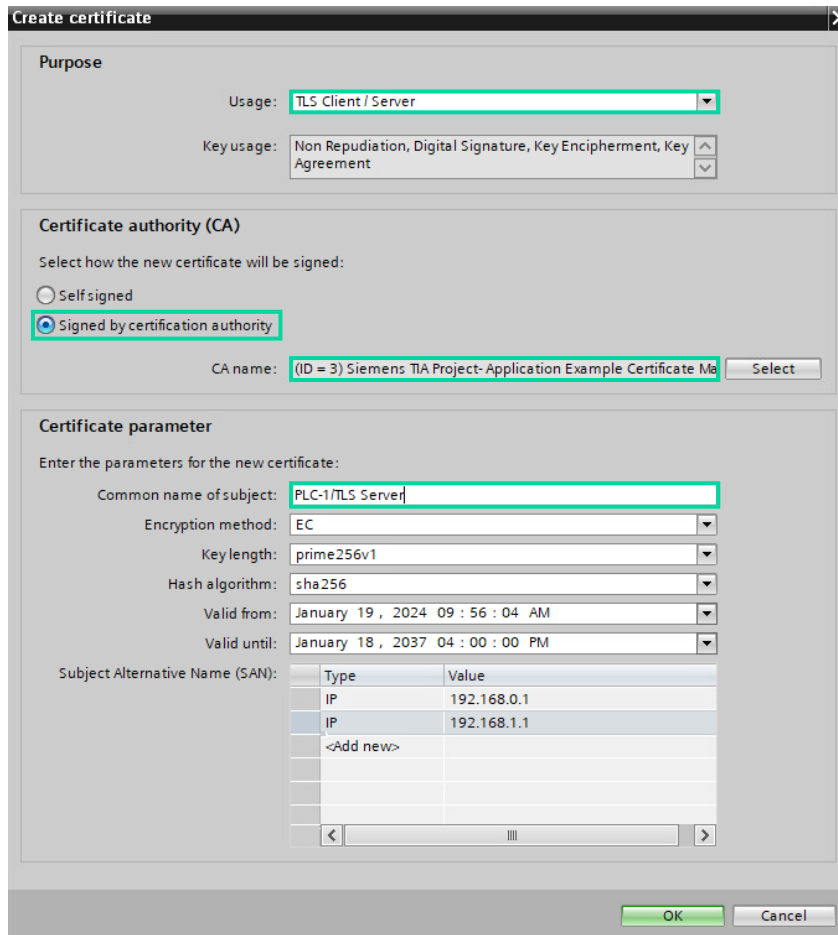 Create certificate
Purpose
Usage: TLS Client / Server
Key usage: Non Repudiation, Digital Signature, Key Encipherment, Key
Agreement
Certificate authority (CA)
Select how the new certificate will be signed:
Self signed
Signed by certification authority
CA name: (ID = 3) Siemens TIA Project- Application Example Certificate Ma Select
Certificate parameter
Enter the parameters for the new certificate:
Common name of subject: PLC-1/TLS Server
Encryption method: EC
Key length: prime256v1
Hash algorithm: sha256
Valid from: January 19 , 2024 09 : 56 : 04 AM
Valid until: January 18 , 2037 04 : 00 : 00 PM
Subject Alternative Name (SAN): Type Value
IP 192.168.0.1
IP 192.168.1.1
<Add new>
OK Cancel